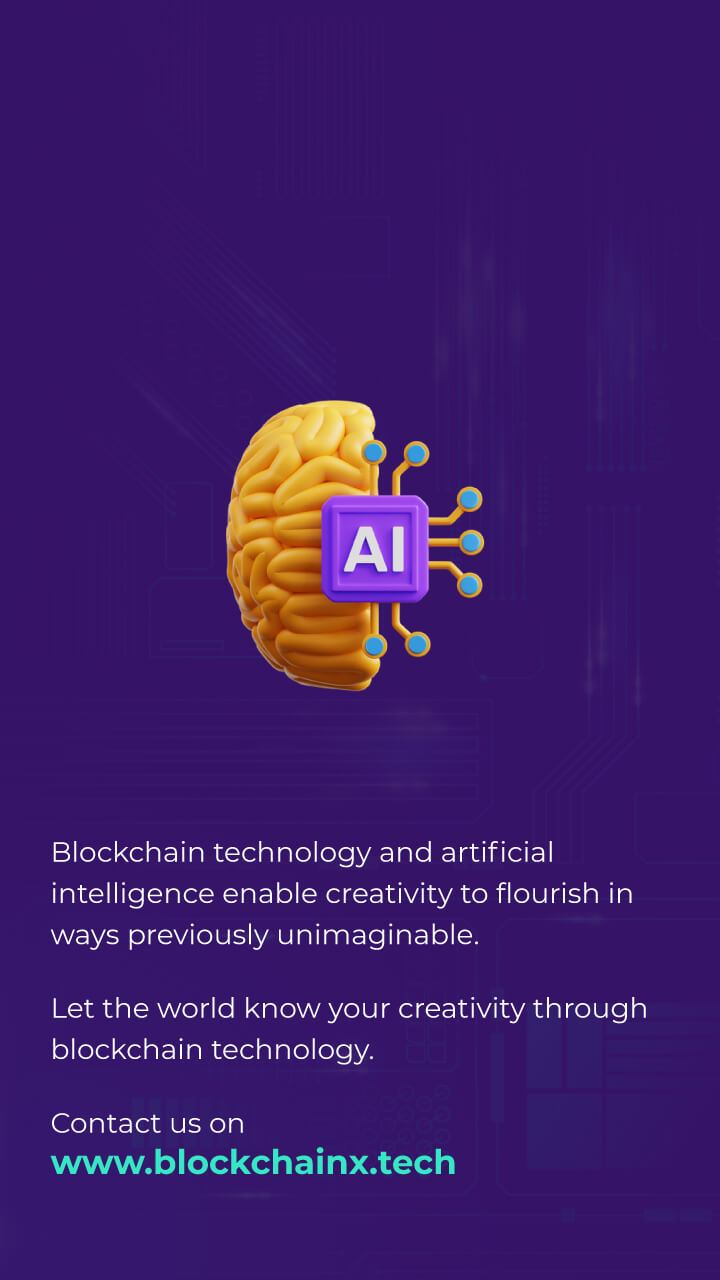 AI
Blockchain technology and artificial
intelligence enable creativity to flourish in
ways previously unimaginable.
Let the world know your creativity through
blockchain technology.
Contact us on
www.blockchainx.tech